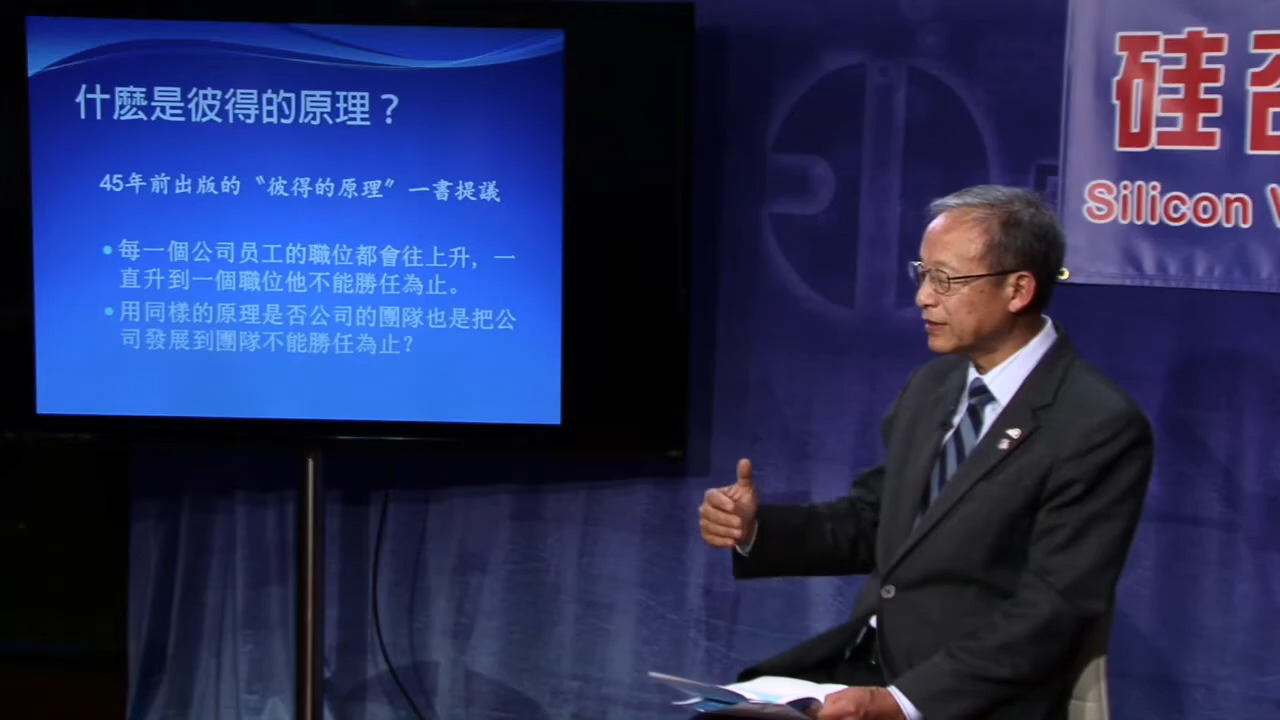 什麽是彼得的原理？
45年前出版的〝彼得的原理〞一書提議
• 每一個公司员工的職位都會往上升，一
直升到一個職位他不能勝任為止。
• 用同樣的原理是否公司的團隊也是把公
司發展到團隊不能勝任為止？
硅
Silicon